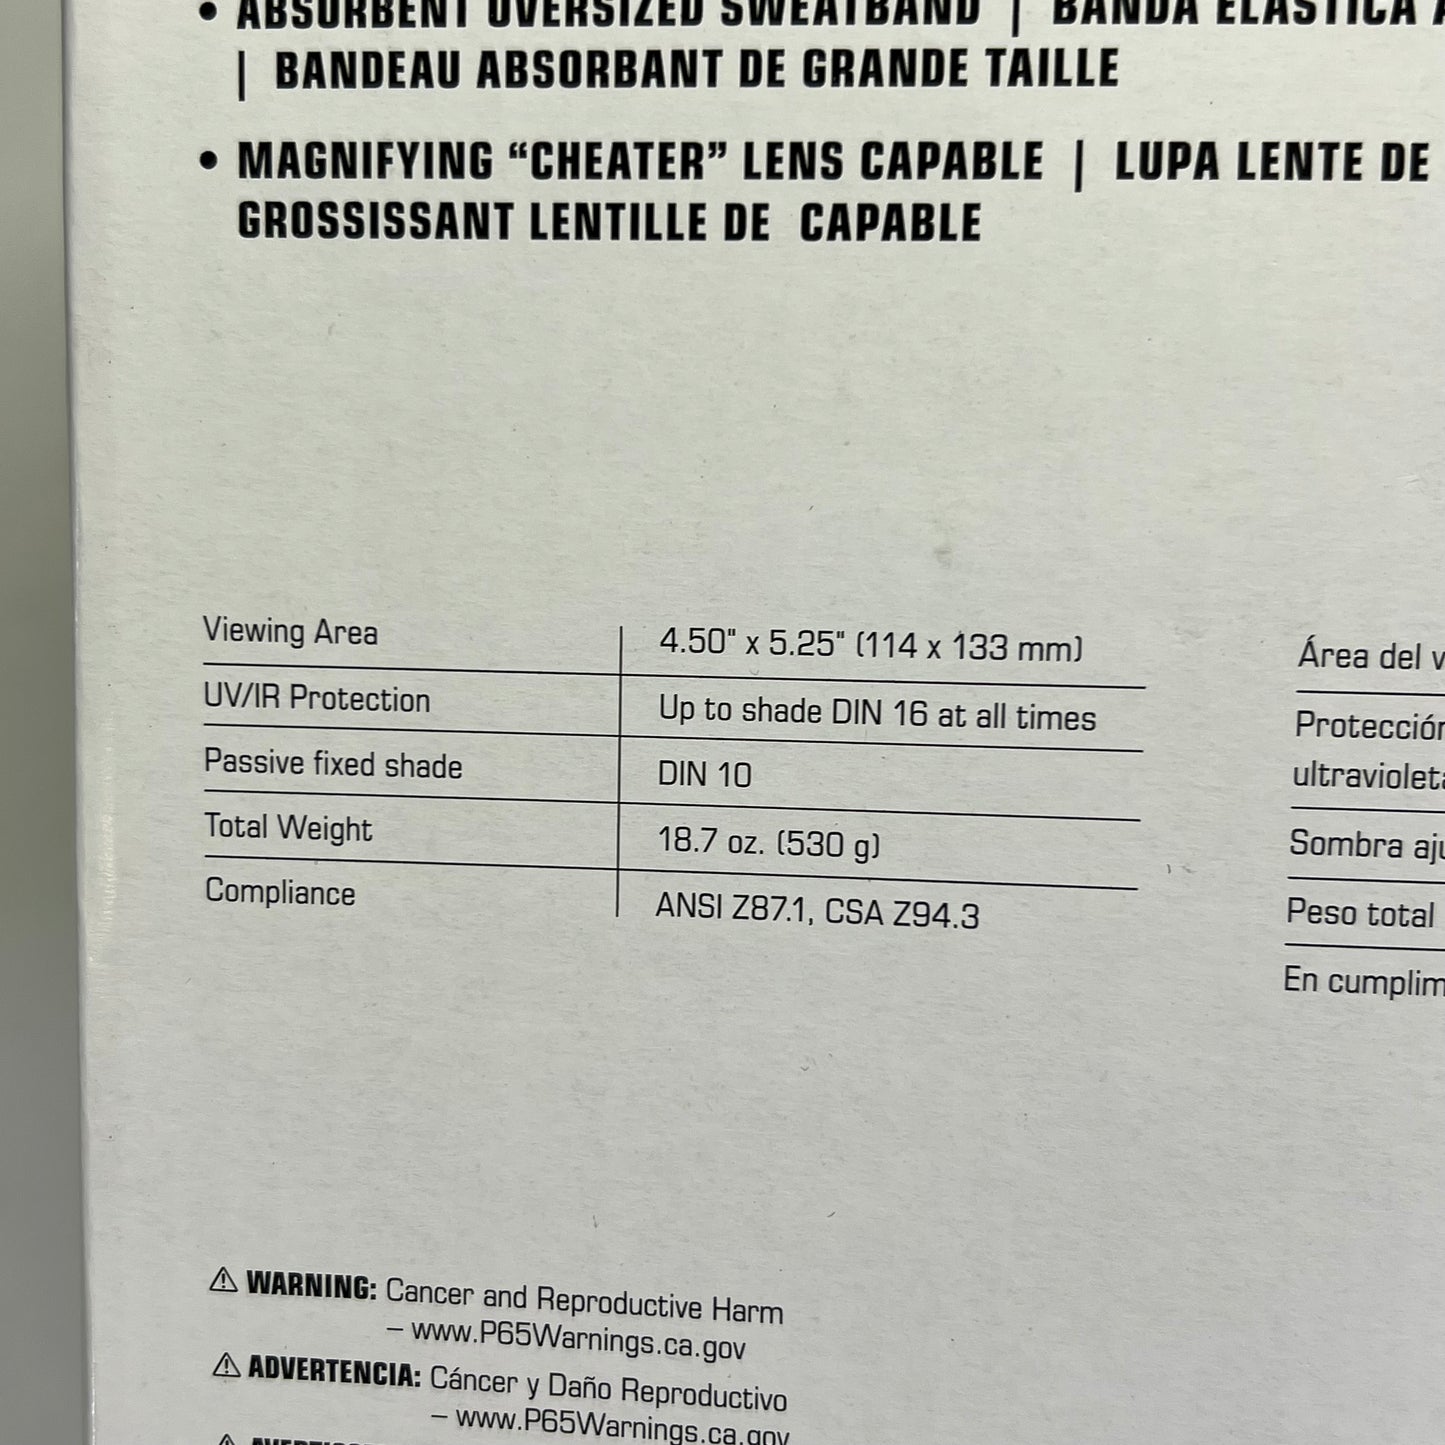 • ABSORBENT OVERSIZED SWEATBAND | BANDA ELÁSTICA
| BANDEAU ABSORBANT DE GRANDE TAILLE
• MAGNIFYING “CHEATER” LENS CAPABLE | LUPA LENTE DE
GROSSISSANT LENTILLE DE CAPABLE
Viewing Area 4.50" x 5.25" (114 x 133 mm)
UV/IR Protection Up to shade DIN 16 at all times
Passive fixed shade DIN 10
Total Weight 18.7 oz. (530 g)
Compliance ANSI Z87.1, CSA Z94.3
Área del
Protección
Peso total
En
⚠ WARNING: Cancer and Reproductive Harm
– www.P65Warnings.ca.gov
⚠ ADVERTENCIA: Cáncer y Daño Reproductivo
– www.P65Warnings.ca.gov